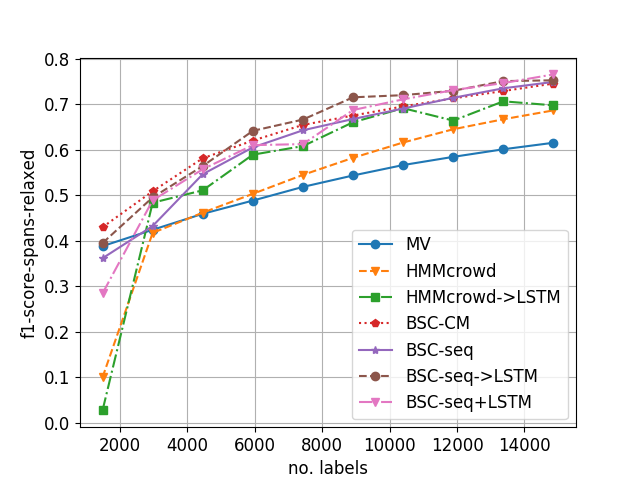 0.8
0.7
0.6
0.5
0.4
0.3
0.2
0.1
0.0
f1-score-spans-relaxed
MV
HMMcrowd
HMMcrowd->LSTM
BSC-CM
BSC-seq
BSC-seq->LSTM
BSC-seq+LSTM
2000 4000 6000 8000 10000 12000 14000
no. labels